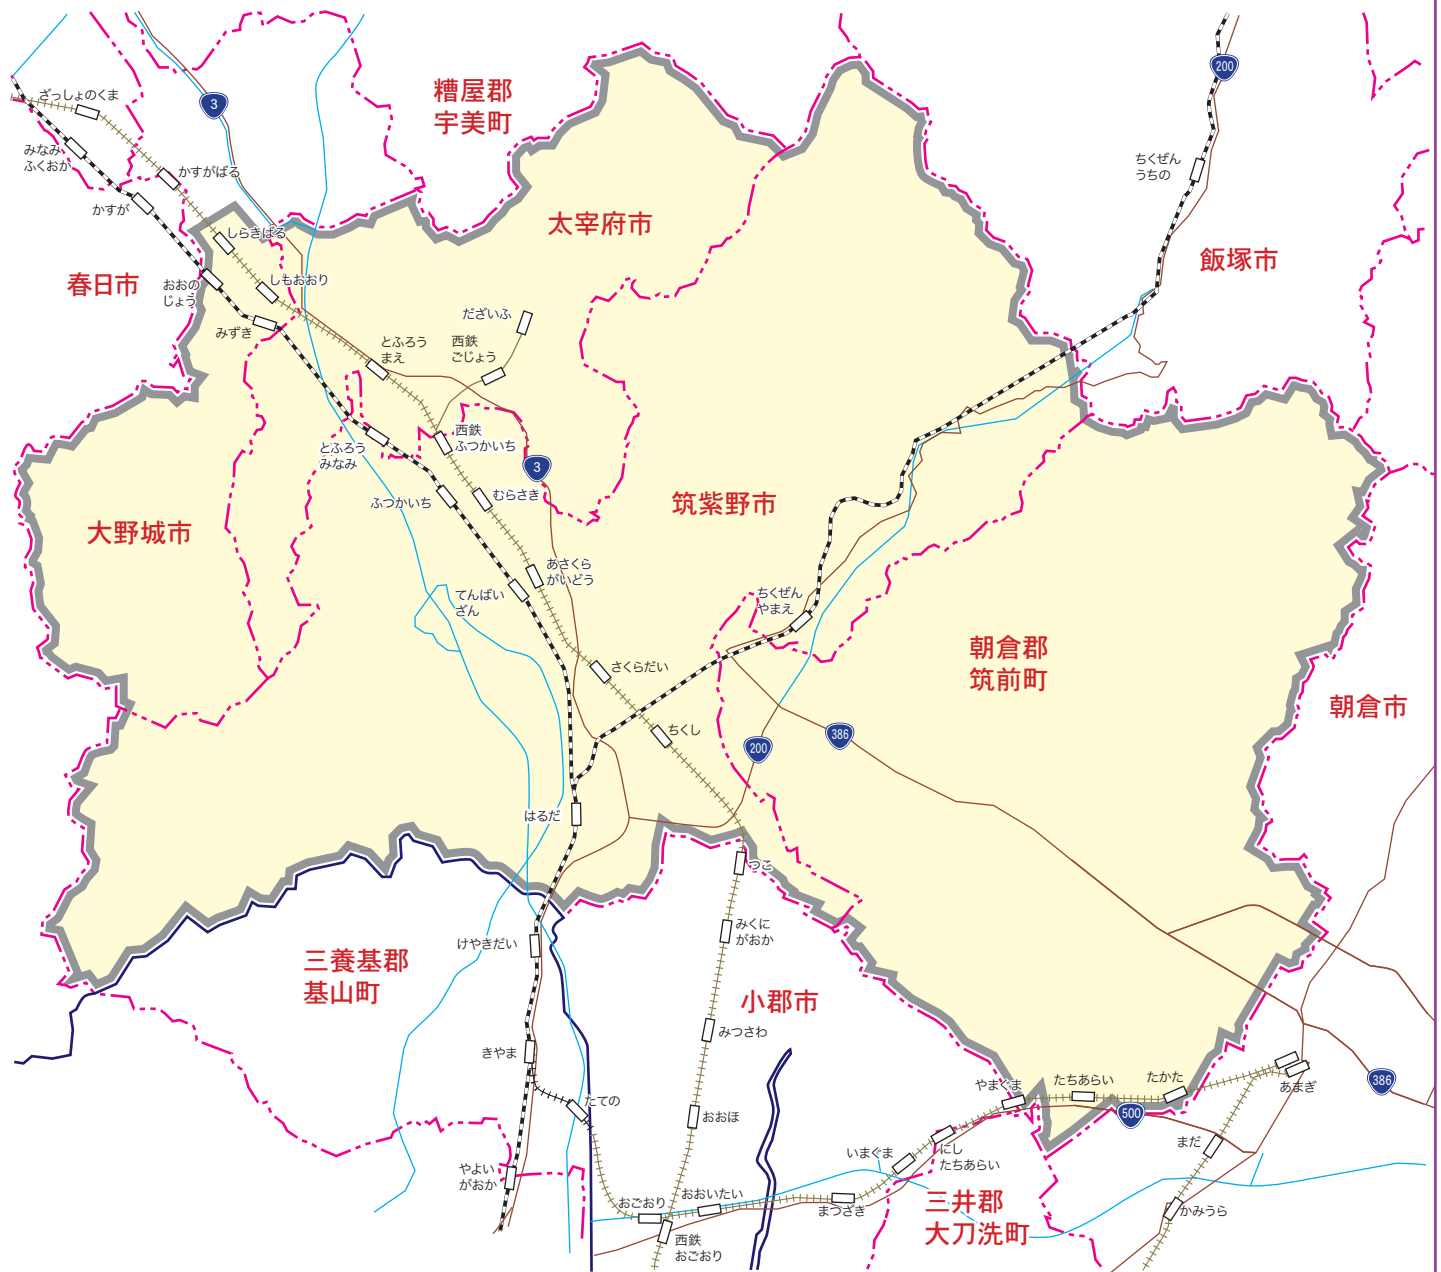 200
糟屋郡
宇美町
ざっしょのくま
3
みなみ
ふくおか
かすがばる
ちくぜん
うちの
かすが
太宰府市
しらきばる
飯塚市
春日市
おおの
じょう
しもおおり
みずき
だざいふ
とふろう
まえ
西鉄
ごじょう
西鉄
ふつかいち
とふろう
みなみ
3
ふつかいち
むらさき
筑紫野市
大野城市
あさくら
がいどう
てんぱい
ざん
ちくぜん
やまえ
朝倉郡
筑前町
さくらだい
朝倉市
ちくし
200
386
はるだ
つこ
みくに
がおか
けやきだい
三養基郡
基山町
小郡市
みつさわ
きやま
やまぐま
たちあらい
たかた
あまぎ
386
たての
おおほ
500
いまぐま
にし
たちあらい
まだ
やよい
がおか
おごおり
おおいたい
まつざき
三井郡
大刀洗町
かみうら
西鉄
おごおり